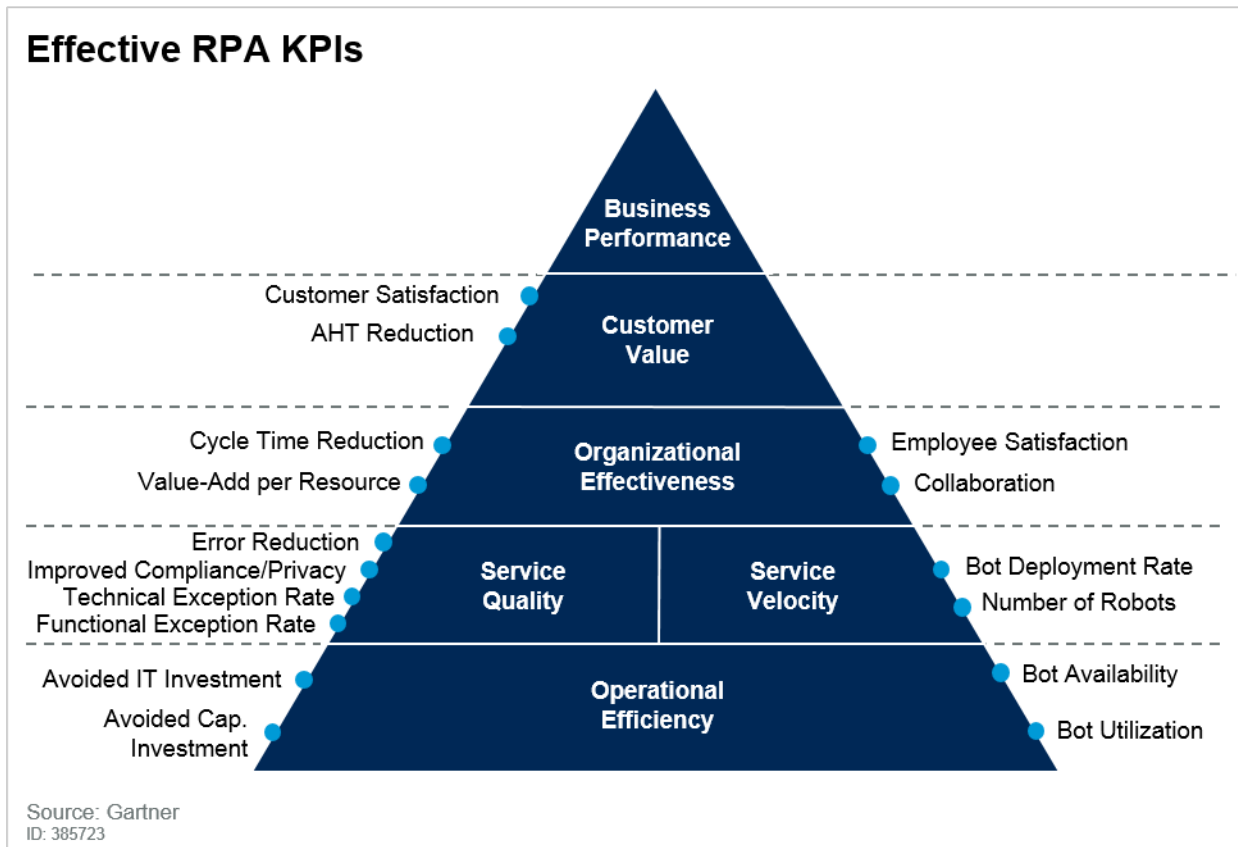 Effective RPA KPIs
Business
Performance
Customer Satisfaction
AHT Reduction
Customer
Value
Cycle Time Reduction
Value-Add per Resource
Organizational
Effectiveness
Employee Satisfaction
Collaboration
Error Reduction
Improved Compliance/Privacy
Technical Exception Rate
Functional Exception Rate
Service
Quality
Service
Velocity
Bot Deployment Rate
Number of Robots
Avoided IT Investment
Avoided Cap.
Investment
Operational
Efficiency
Bot Availability
Bot Utilization
Source: Gartner
ID: 385723